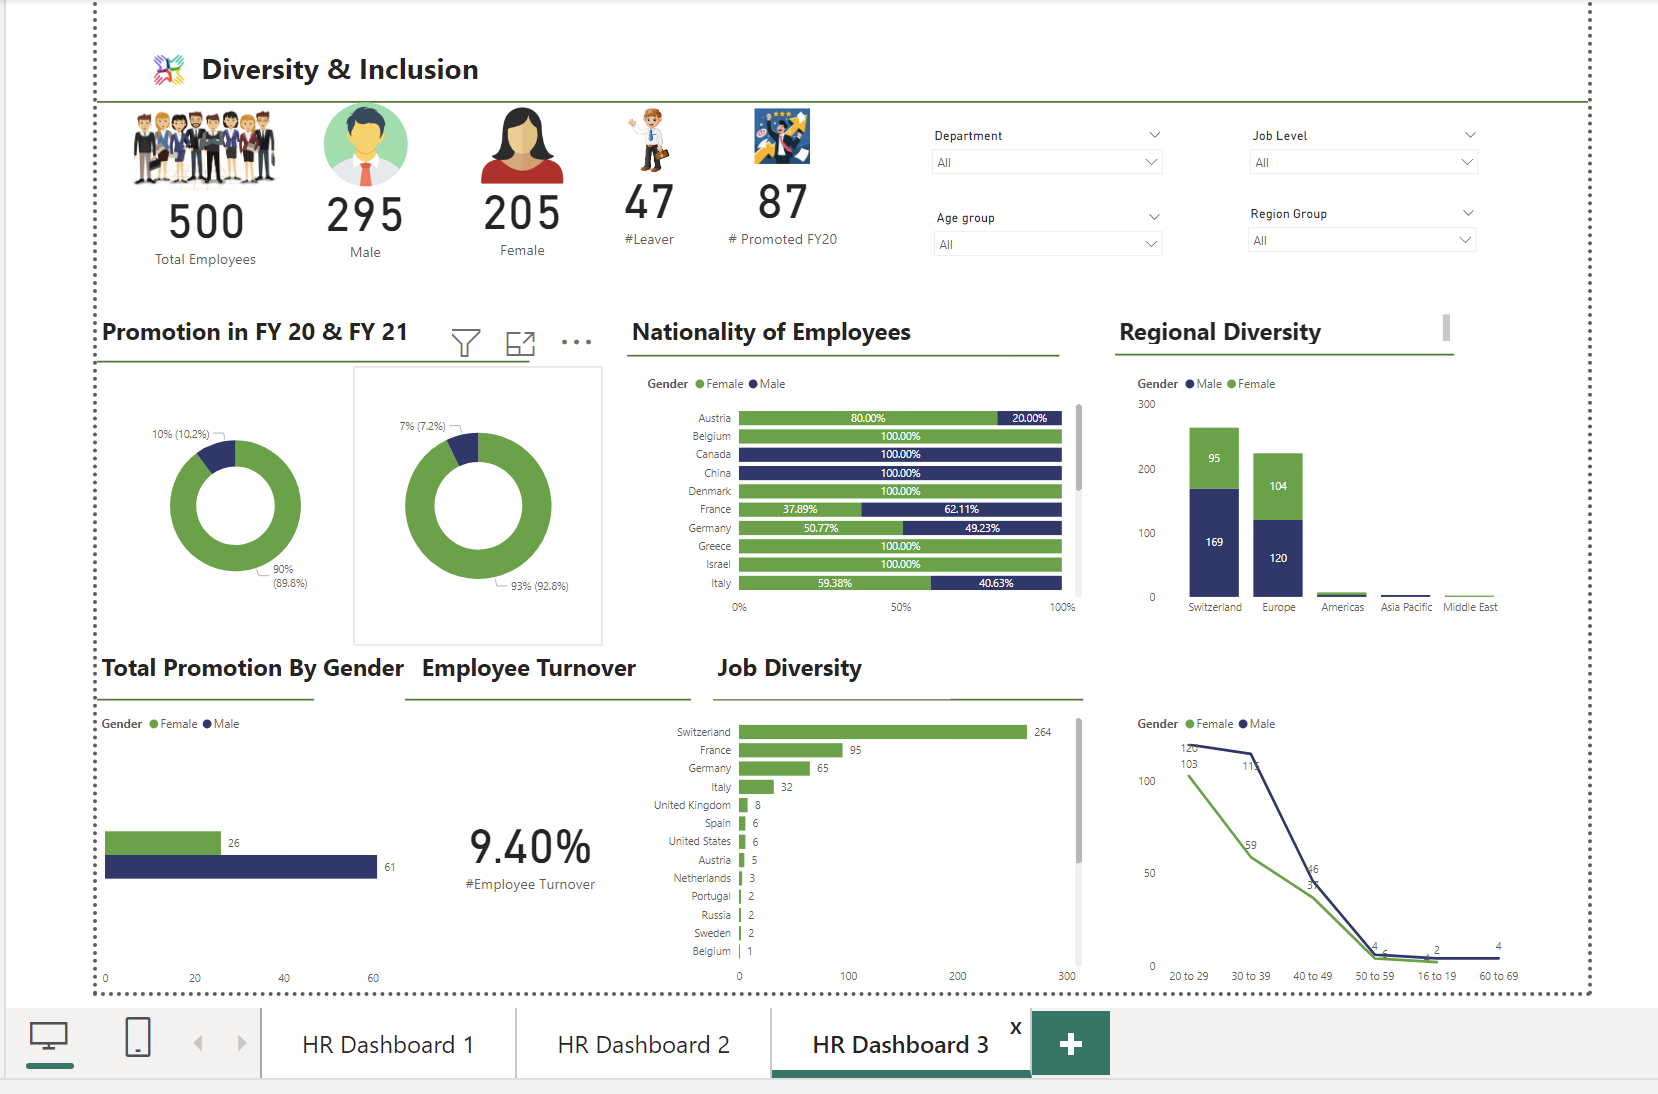 Diversity & Inclusion
500
Total Employees
295
Male
205
Female
47
#Leaver
87
# Promoted FY20
Department
All
Job Level
All
Age group
All
Region Group
All
Promotion in FY 20 & FY 21
10% (10.2%)
90%
(89.8%)
7% (7.2%)
93% (92.8%)
Nationality of Employees
Gender Female Male
Austria 80.00% 20.00%
Belgium 100.00%
Canada 100.00%
China 100.00%
Denmark 100.00%
France 37.89% 62.11%
Germany 50.77% 49.23%
Greece 100.00%
Israel 100.00%
Italy 59.38% 40.63%
0% 50% 100%
Regional Diversity
Gender Male Female
300
200
100
0
95
169
104
120
Switzerland Europe Americas Asia Pacific Middle East
Total Promotion By Gender
Gender Female Male
26
61
0 20 40 60
Employee Turnover
9.40%
#Employee Turnover
Job Diversity
Switzerland 264
France 95
Germany 65
Italy 32
United Kingdom 8
Spain 6
United States 6
Austria 5
Netherlands 3
Portugal 2
Russia 2
Sweden 2
Belgium 1
0 100 200 300
Gender Female Male
100
50
0
120
103
115
59
46
37
4
6
2
4
20 to 29 30 to 39 40 to 49 50 to 59 16 to 19 60 to 69
HR Dashboard 1
HR Dashboard 2
HR Dashboard 3
x
+